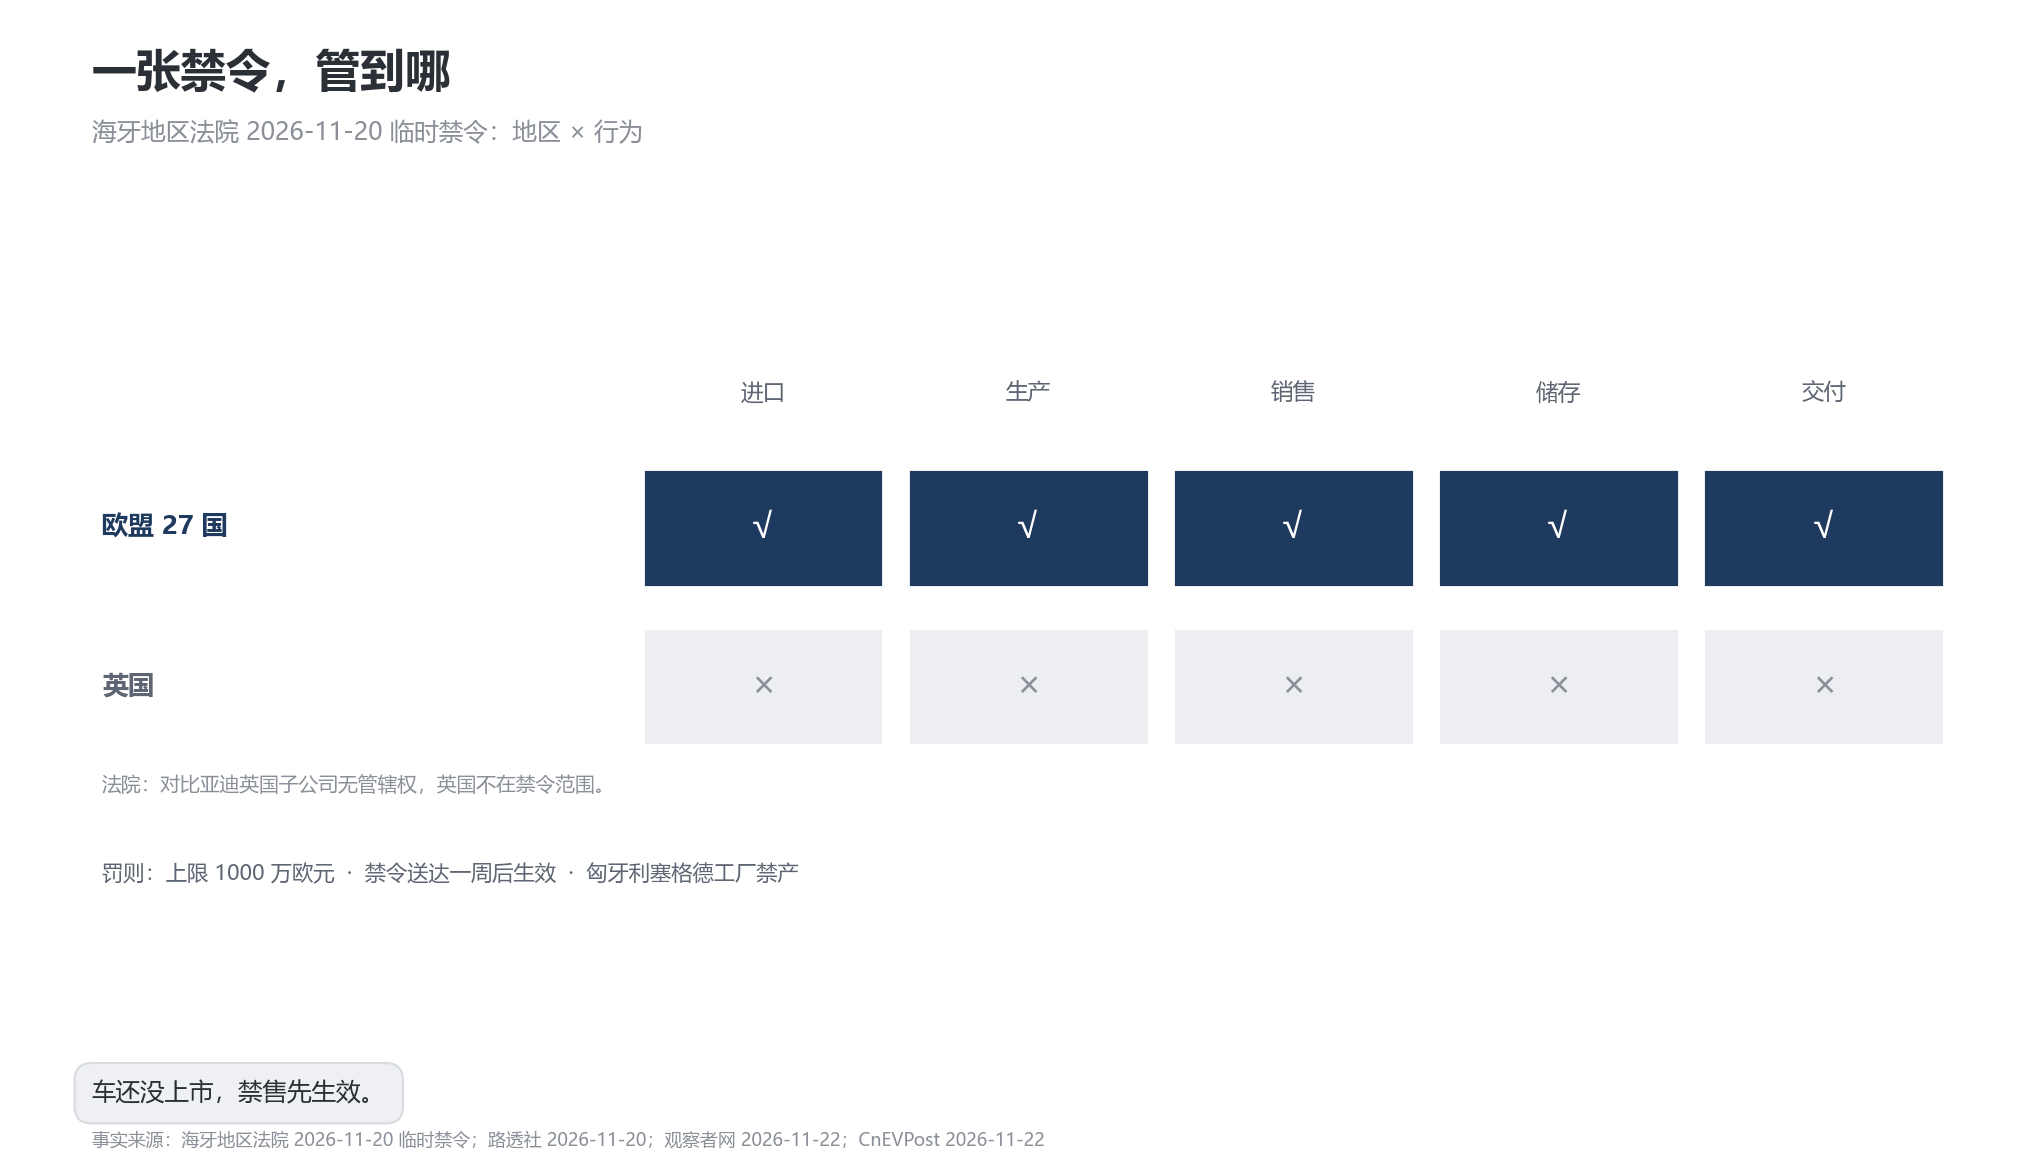 一张禁令，管到哪
海牙地区法院 2026-11-20 临时禁令：地区 × 行为
进口 生产 销售 储存 交付
欧盟 27 国 √ √ √ √ √
英国 × × × × ×
法院：对比亚迪英国子公司无管辖权，英国不在禁令范围。
罚则：上限 1000 万欧元 · 禁令送达一周后生效 · 匈牙利塞格德工厂禁产
车还没上市，禁售先生效。
事实来源：海牙地区法院 2026-11-20 临时禁令；路透社 2026-11-20；观察者网 2026-11-22；CnEVPost 2026-11-22